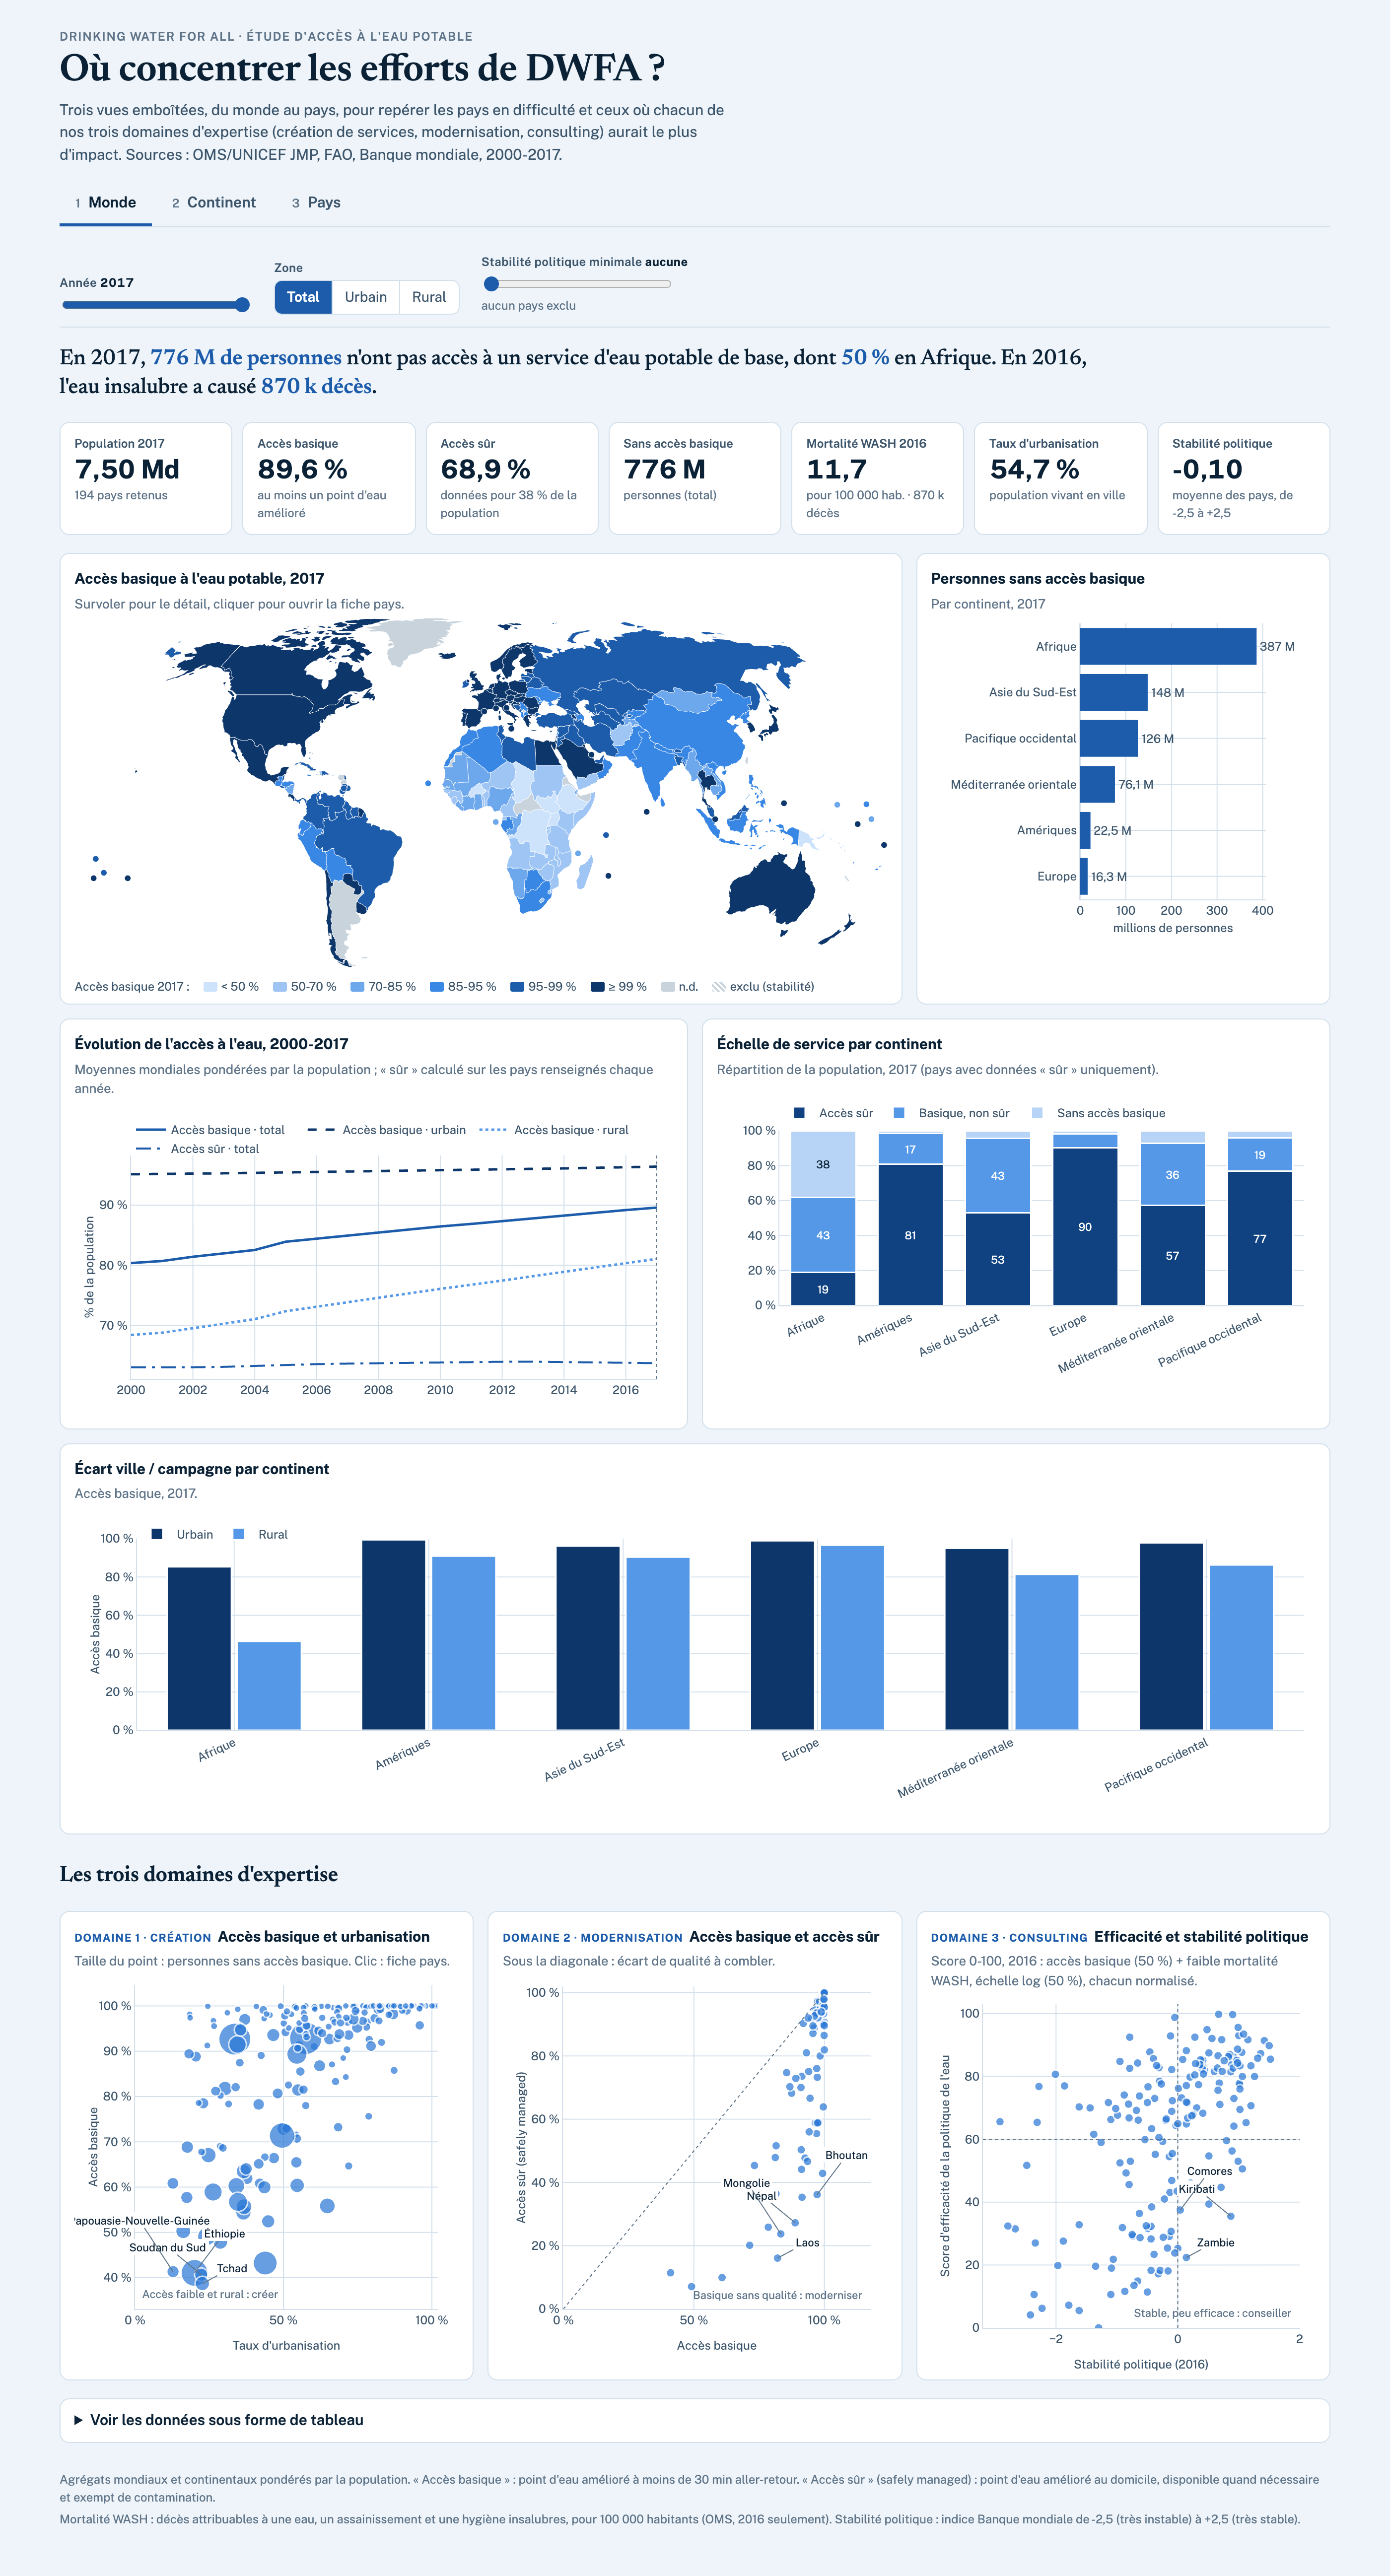 DRINKING WATER FOR ALL · ÉTUDE D'ACCÈS À L'EAU POTABLE
Où concentrer les efforts de DWFA ?
Trois vues emboîtées, du monde au pays, pour repérer les pays en difficulté et ceux où chacun de
nos trois domaines d'expertise (création de services, modernisation, consulting) aurait le plus
d'impact. Sources : OMS/UNICEF JMP, FAO, Banque mondiale, 2000-2017.
1 Monde
2 Continent
3 Pays
Année 2017
Zone
Total
Urbain
Rural
Stabilité politique minimale aucune
aucun pays exclu
En 2017, 776 M de personnes n'ont pas accès à un service d'eau potable de base, dont 50 % en Afrique. En 2016,
l'eau insalubre a causé 870 k décès.
Population 2017
7,50 Md
194 pays retenus
Accès basique
89,6 %
au moins un point d'eau
amélioré
Accès sûr
68,9 %
données pour 38 % de la
population
Sans accès basique
776 M
personnes (total)
Mortalité WASH 2016
11,7
pour 100 000 hab. · 870 k
décès
Taux d'urbanisation
54,7 %
population vivant en ville
Stabilité politique
-0,10
moyenne des pays, de
-2,5 à +2,5
Accès basique à l'eau potable, 2017
Survoler pour le détail, cliquer pour ouvrir la fiche pays.
Accès basique 2017 :
< 50 %
50-70 %
70-85 %
85-95 %
95-99 %
≥ 99 %
n.d.
exclu (stabilité)
Personnes sans accès basique
Par continent, 2017
Afrique
387 M
Asie du Sud-Est
148 M
Pacifique occidental
126 M
Méditerranée orientale
76,1 M
Amériques
22,5 M
Europe
16,3 M
0
100
200
300
400
millions de personnes
Évolution de l'accès à l'eau, 2000-2017
Moyennes mondiales pondérées par la population ; « sûr » calculé sur les pays renseignés chaque
année.
Accès basique · total
Accès basique · urbain
Accès basique · rural
Accès sûr · total
% de la population
90 %
80 %
70 %
2000
2002
2004
2006
2008
2010
2012
2014
2016
Échelle de service par continent
Répartition de la population, 2017 (pays avec données « sûr » uniquement).
Accès sûr
Basique, non sûr
Sans accès basique
100 %
80 %
60 %
40 %
20 %
0 %
38
43
19
17
81
43
53
90
36
57
19
77
Afrique
Amériques
Asie du Sud-Est
Europe
Méditerranée orientale
Pacifique occidental
Écart ville / campagne par continent
Accès basique, 2017.
Urbain
Rural
Accès basique
100 %
80 %
60 %
40 %
20 %
0 %
Afrique
Amériques
Asie du Sud-Est
Europe
Méditerranée orientale
Pacifique occidental
Les trois domaines d'expertise
DOMAINE 1 · CRÉATION Accès basique et urbanisation
Taille du point : personnes sans accès basique. Clic : fiche pays.
Accès basique
100 %
90 %
80 %
70 %
60 %
50 %
40 %
apouasie-Nouvelle-Guinée
Éthiopie
Soudan du Sud
Tchad
Accès faible et rural : créer
0 %
50 %
100 %
Taux d'urbanisation
DOMAINE 2 · MODERNISATION Accès basique et accès sûr
Sous la diagonale : écart de qualité à combler.
Accès sûr (safely managed)
100 %
80 %
60 %
40 %
20 %
0 %
Bhoutan
Mongolie
Népal
Laos
Basique sans qualité : moderniser
0 %
50 %
100 %
Accès basique
DOMAINE 3 · CONSULTING Efficacité et stabilité politique
Score 0-100, 2016 : accès basique (50 %) + faible mortalité
WASH, échelle log (50 %), chacun normalisé.
Score d'efficacité de la politique de l'eau
100
80
60
40
20
0
Comores
Kiribati
Zambie
Stable, peu efficace : conseiller
−2
0
2
Stabilité politique (2016)
Voir les données sous forme de tableau
Agrégats mondiaux et continentaux pondérés par la population. « Accès basique » : point d'eau amélioré à moins de 30 min aller-retour. « Accès sûr » (safely managed) : point d'eau amélioré au domicile, disponible quand nécessaire
et exempt de contamination.
Mortalité WASH : décès attribuables à une eau, un assainissement et une hygiène insalubres, pour 100 000 habitants (OMS, 2016 seulement). Stabilité politique : indice Banque mondiale de -2,5 (très instable) à +2,5 (très stable).